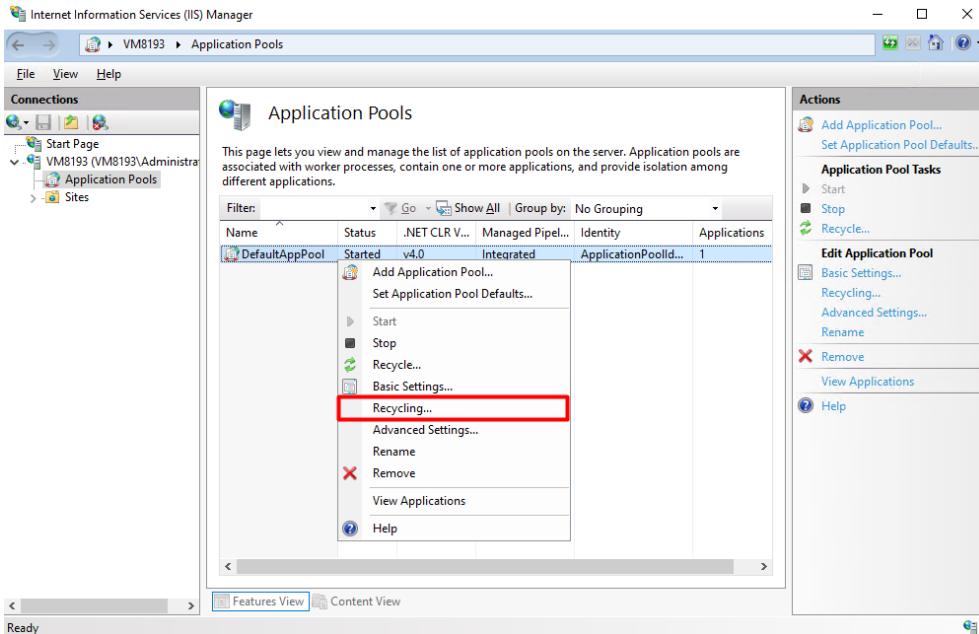 Internet Information Services (IIS) Manager
VM8193 Application Pools
File View Help
Connections
Start Page
VM8193 (VM8193\Administra
Application Pools
Sites
Application Pools
This page lets you view and manage the list of application pools on the server. Application pools are
associated with worker processes, contain one or more applications, and provide isolation among
different applications.
Filter: Go Show All Group by: No Grouping
Name Status .NET CLR V... Managed Pipel... Identity Applications
DefaultAppPool Started v4.0 Integrated ApplicationPoolId... 1
Add Application Pool...
Set Application Pool Defaults...
Start
Stop
Recycle...
Basic Settings...
Recycling...
Advanced Settings...
Rename
Remove
View Applications
Help
Features View Content View
Actions
Add Application Pool...
Set Application Pool Defaults...
Application Pool Tasks
Start
Stop
Recycle...
Edit Application Pool
Basic Settings...
Recycling...
Advanced Settings...
Rename
Remove
View Applications
Help
Ready